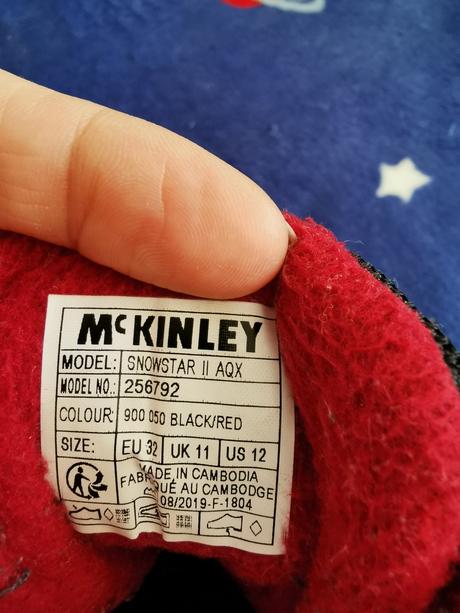 McKINLEY
MODEL: SNOWSTAR II AQX
MODEL NO.: 256792
COLOUR: 900 050 BLACK/RED
SIZE: EU 32 UK 11 US 12
MADE IN CAMBODIA
FABRIQUÉ AU CAMBODGE
08/2019-F-1804